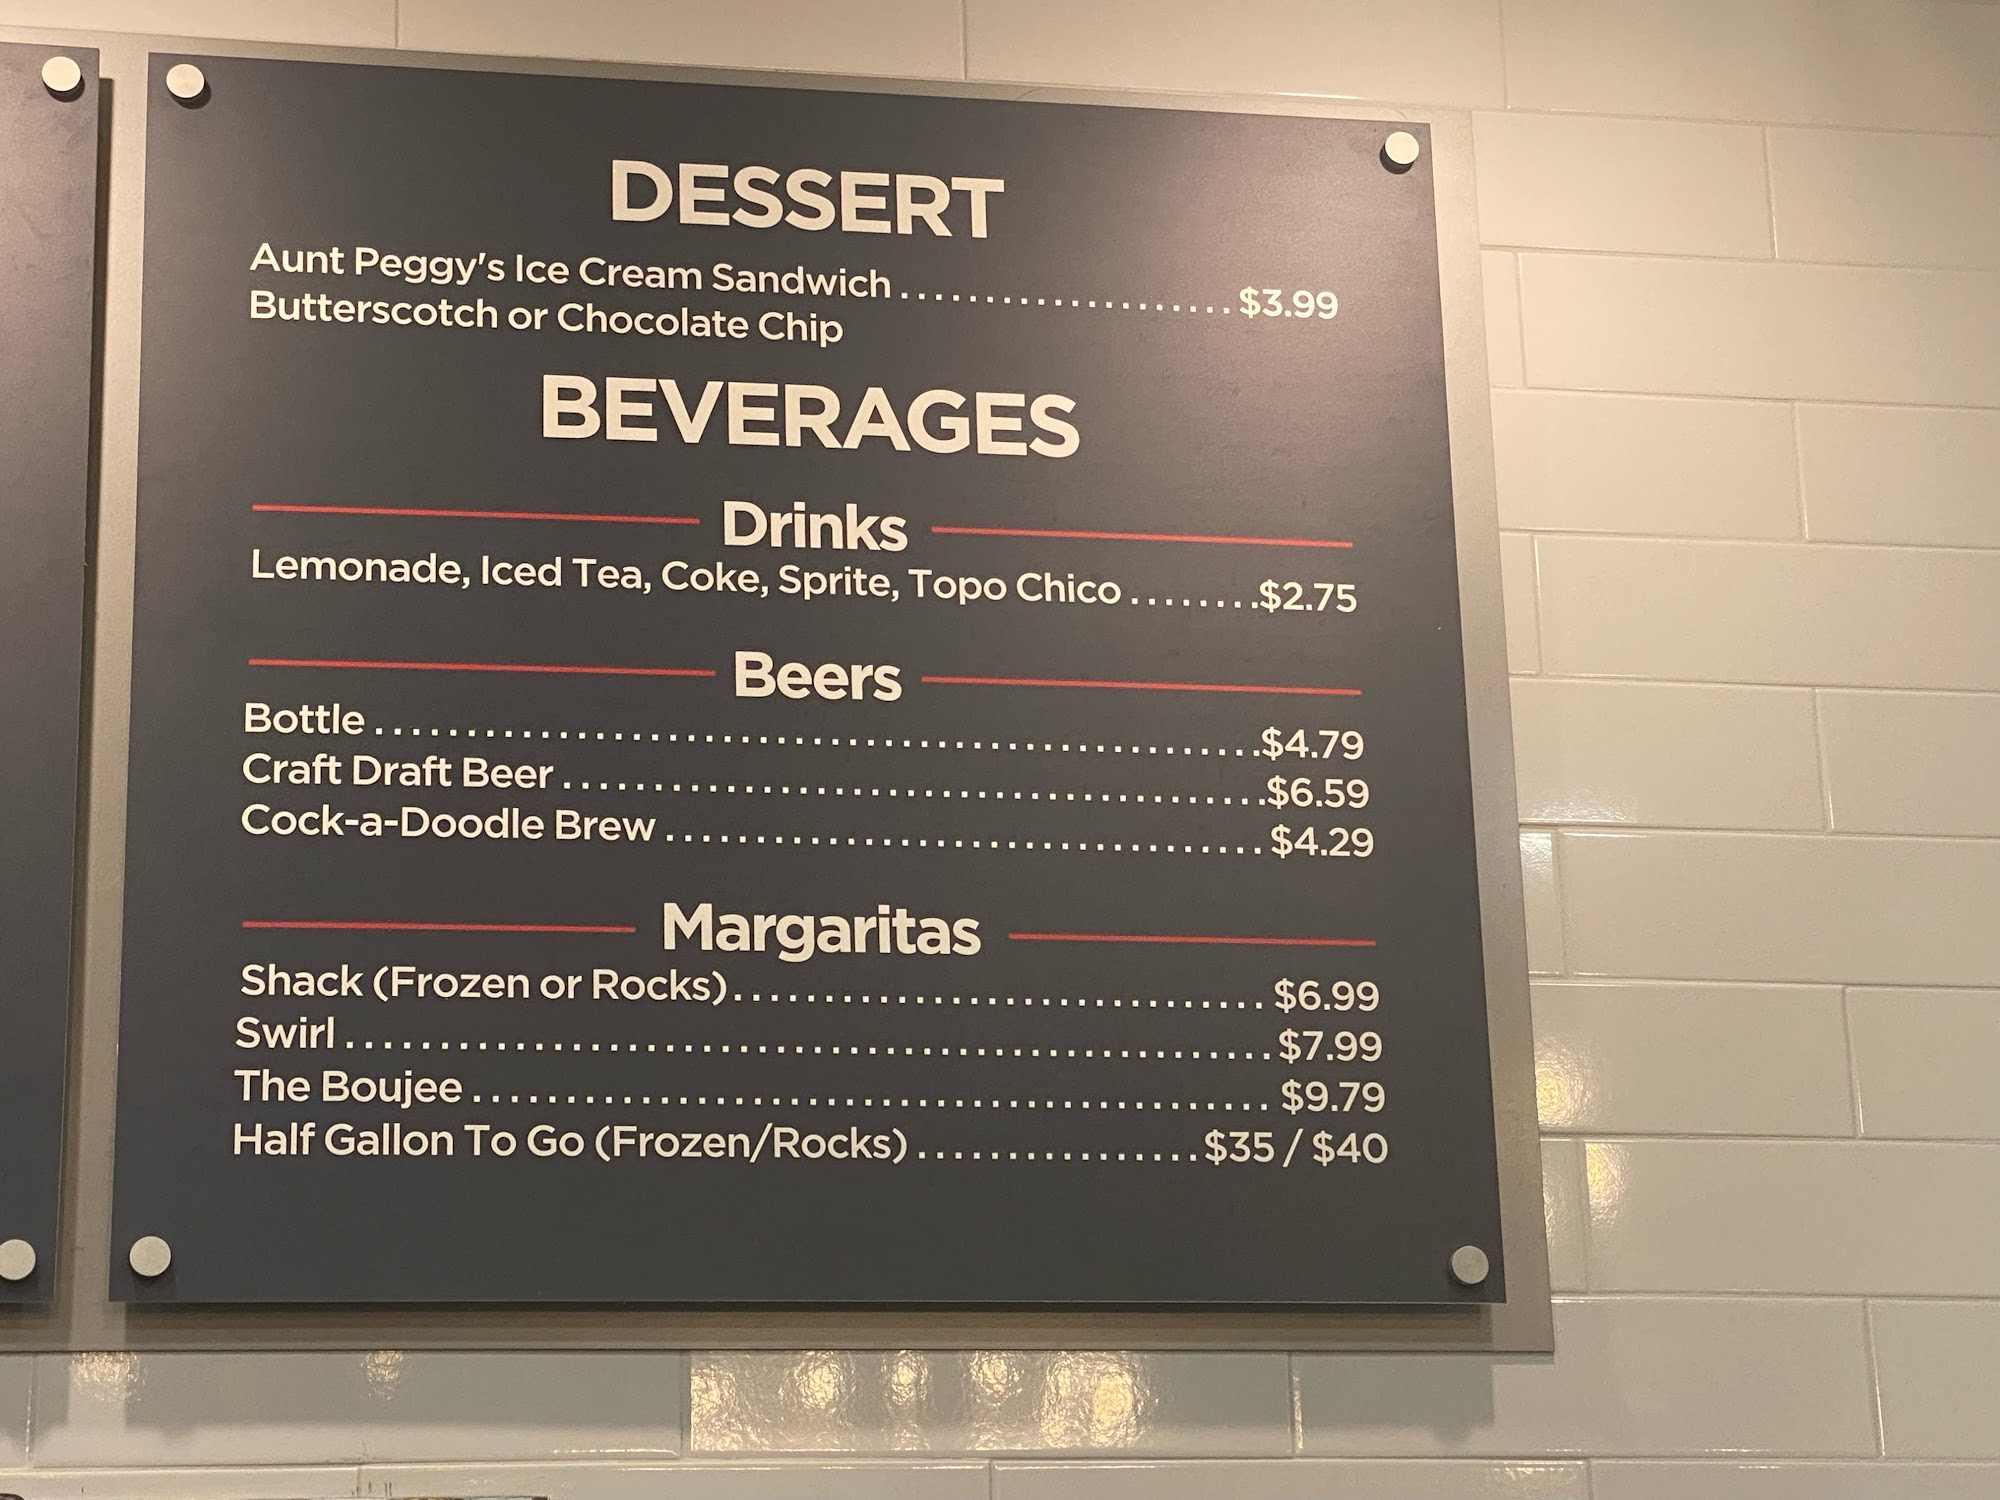 DESSERT
Aunt Peggy's Ice Cream Sandwich ................... $3.99
Butterscotch or Chocolate Chip
BEVERAGES
Drinks
Lemonade, Iced Tea, Coke, Sprite, Topo Chico ........$2.75
Beers
Bottle ................................................$4.79
Craft Draft Beer ......................................$6.59
Cock-a-Doodle Brew ................................ $4.29
Margaritas
Shack (Frozen or Rocks)............................. $6.99
Swirl ..................................................$7.99
The Boujee ........................................... $9.79
Half Gallon To Go (Frozen/Rocks) ................$35 / $40